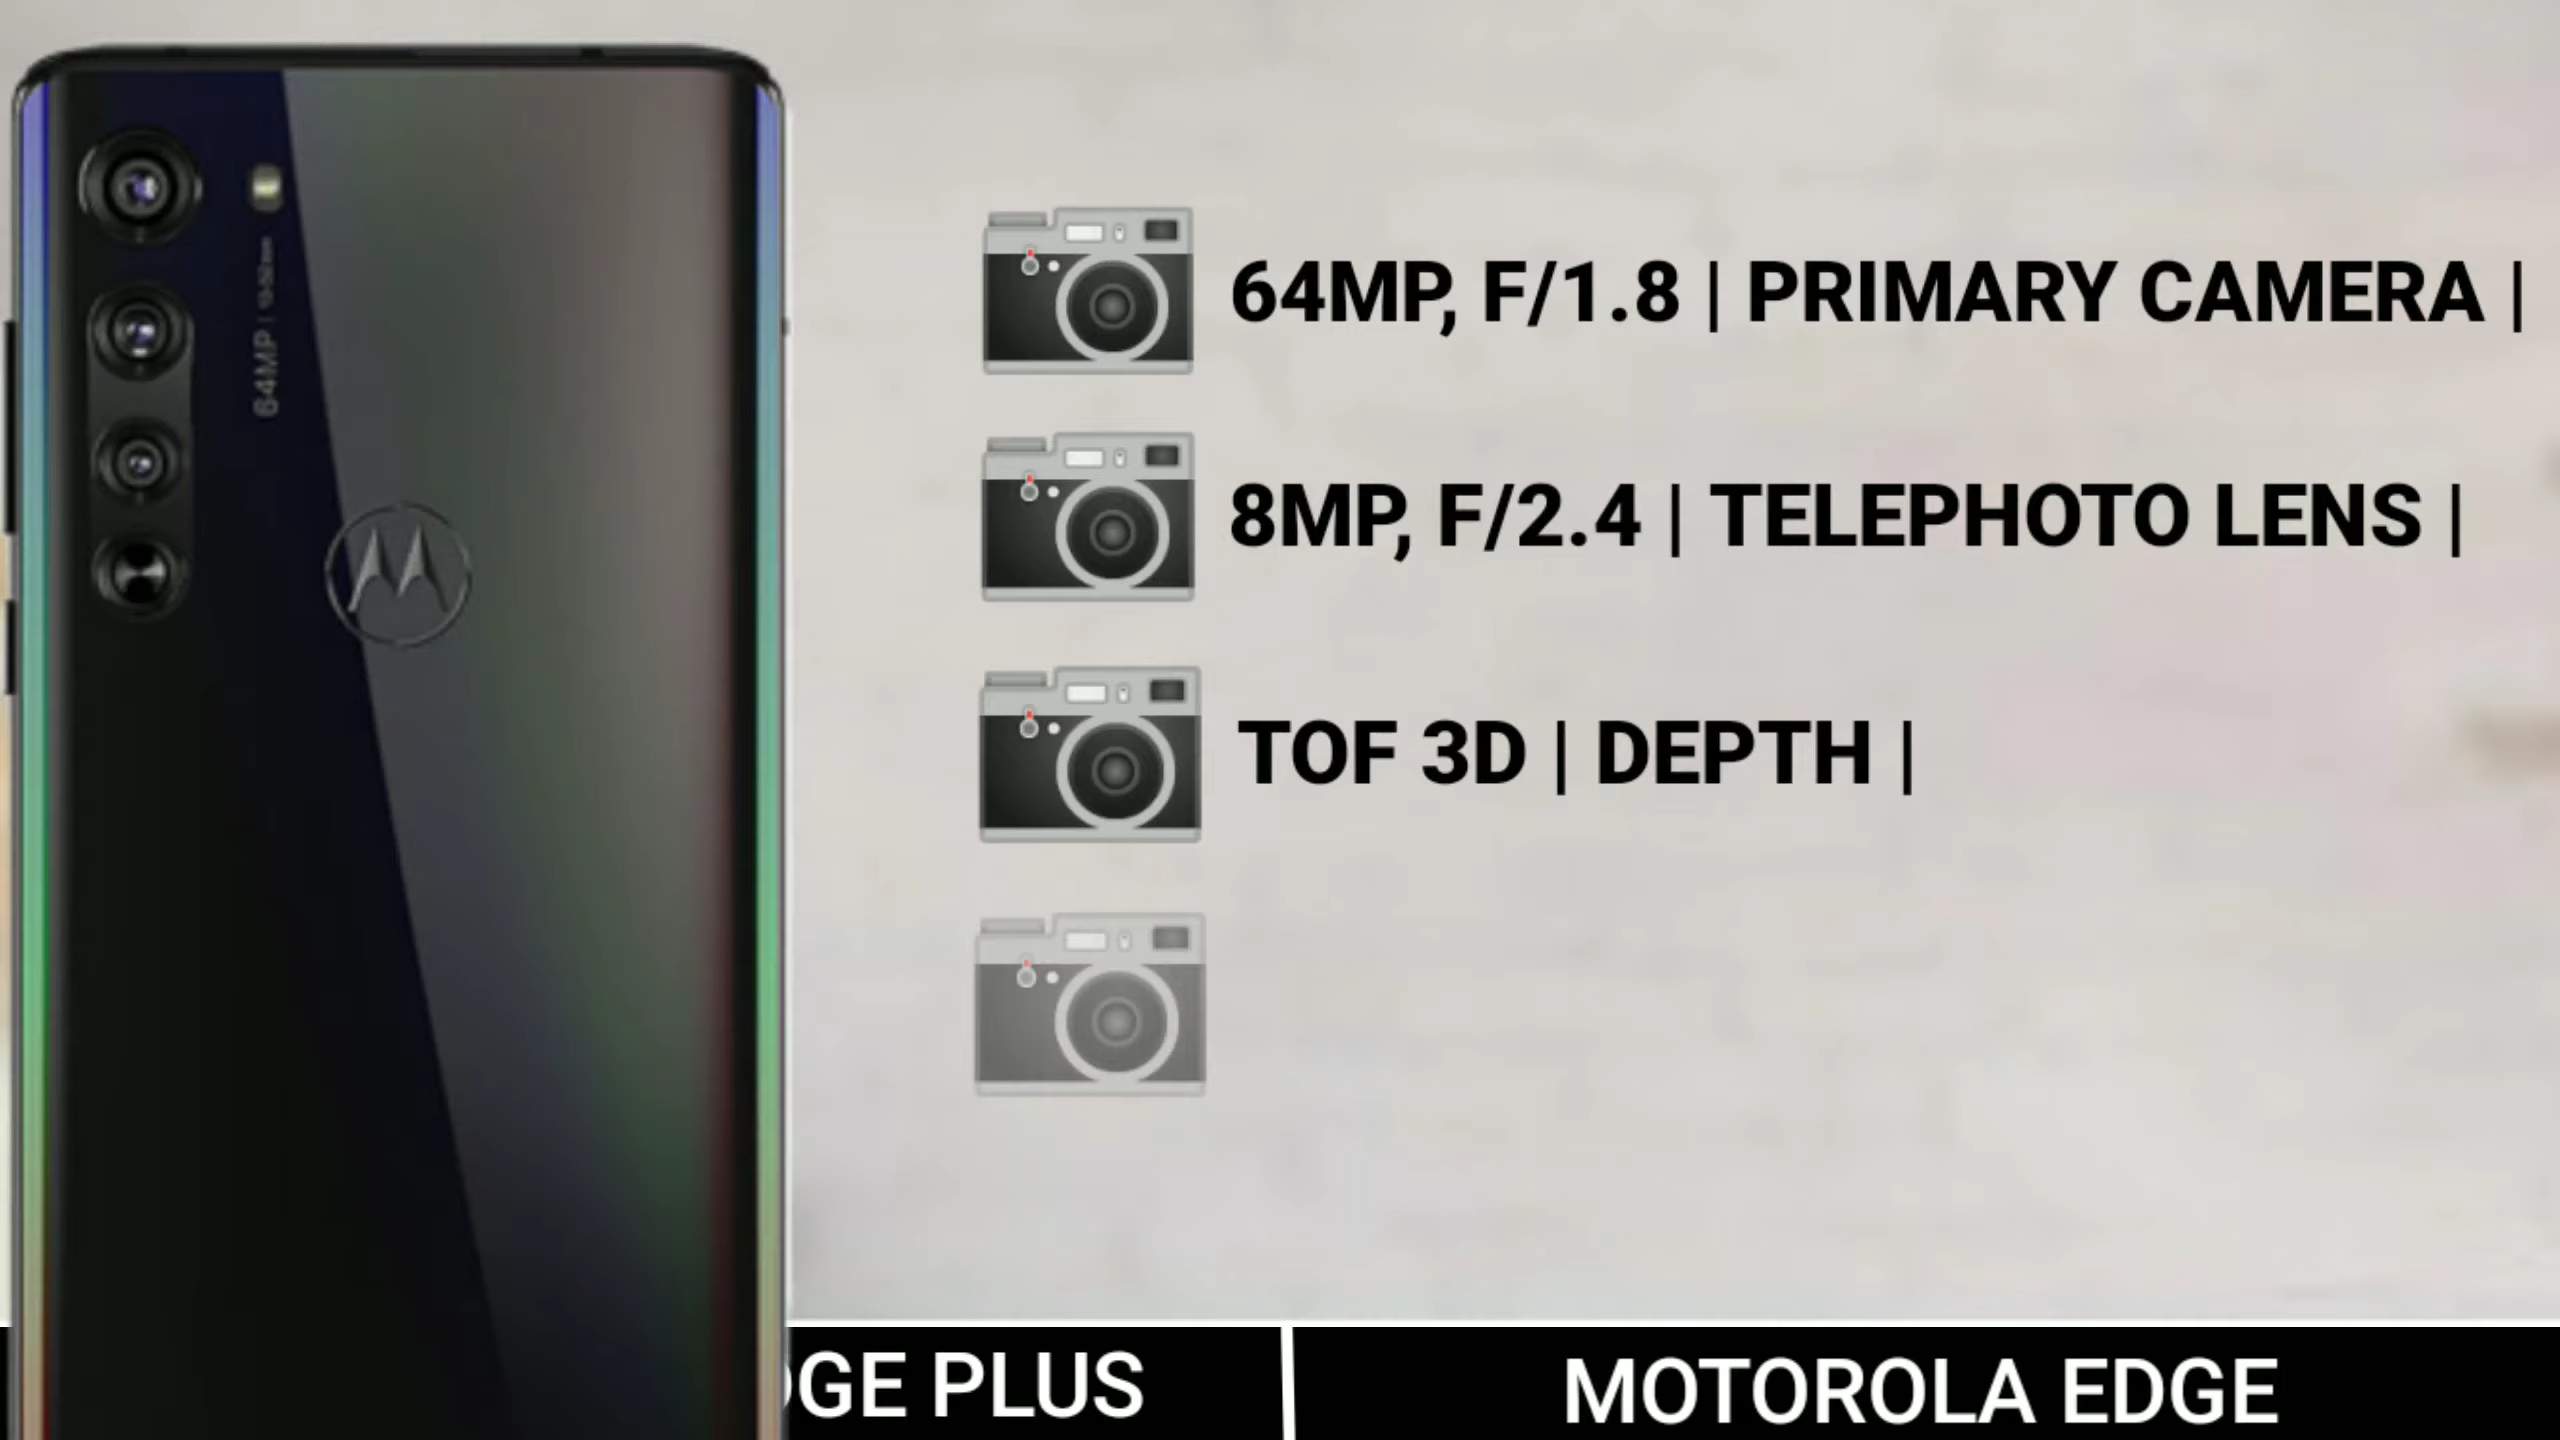 64MP, F/1.8 | PRIMARY CAMERA |
8MP, F/2.4 | TELEPHOTO LENS |
TOF 3D | DEPTH |
64MP |
GE PLUS
MOTOROLA EDGE